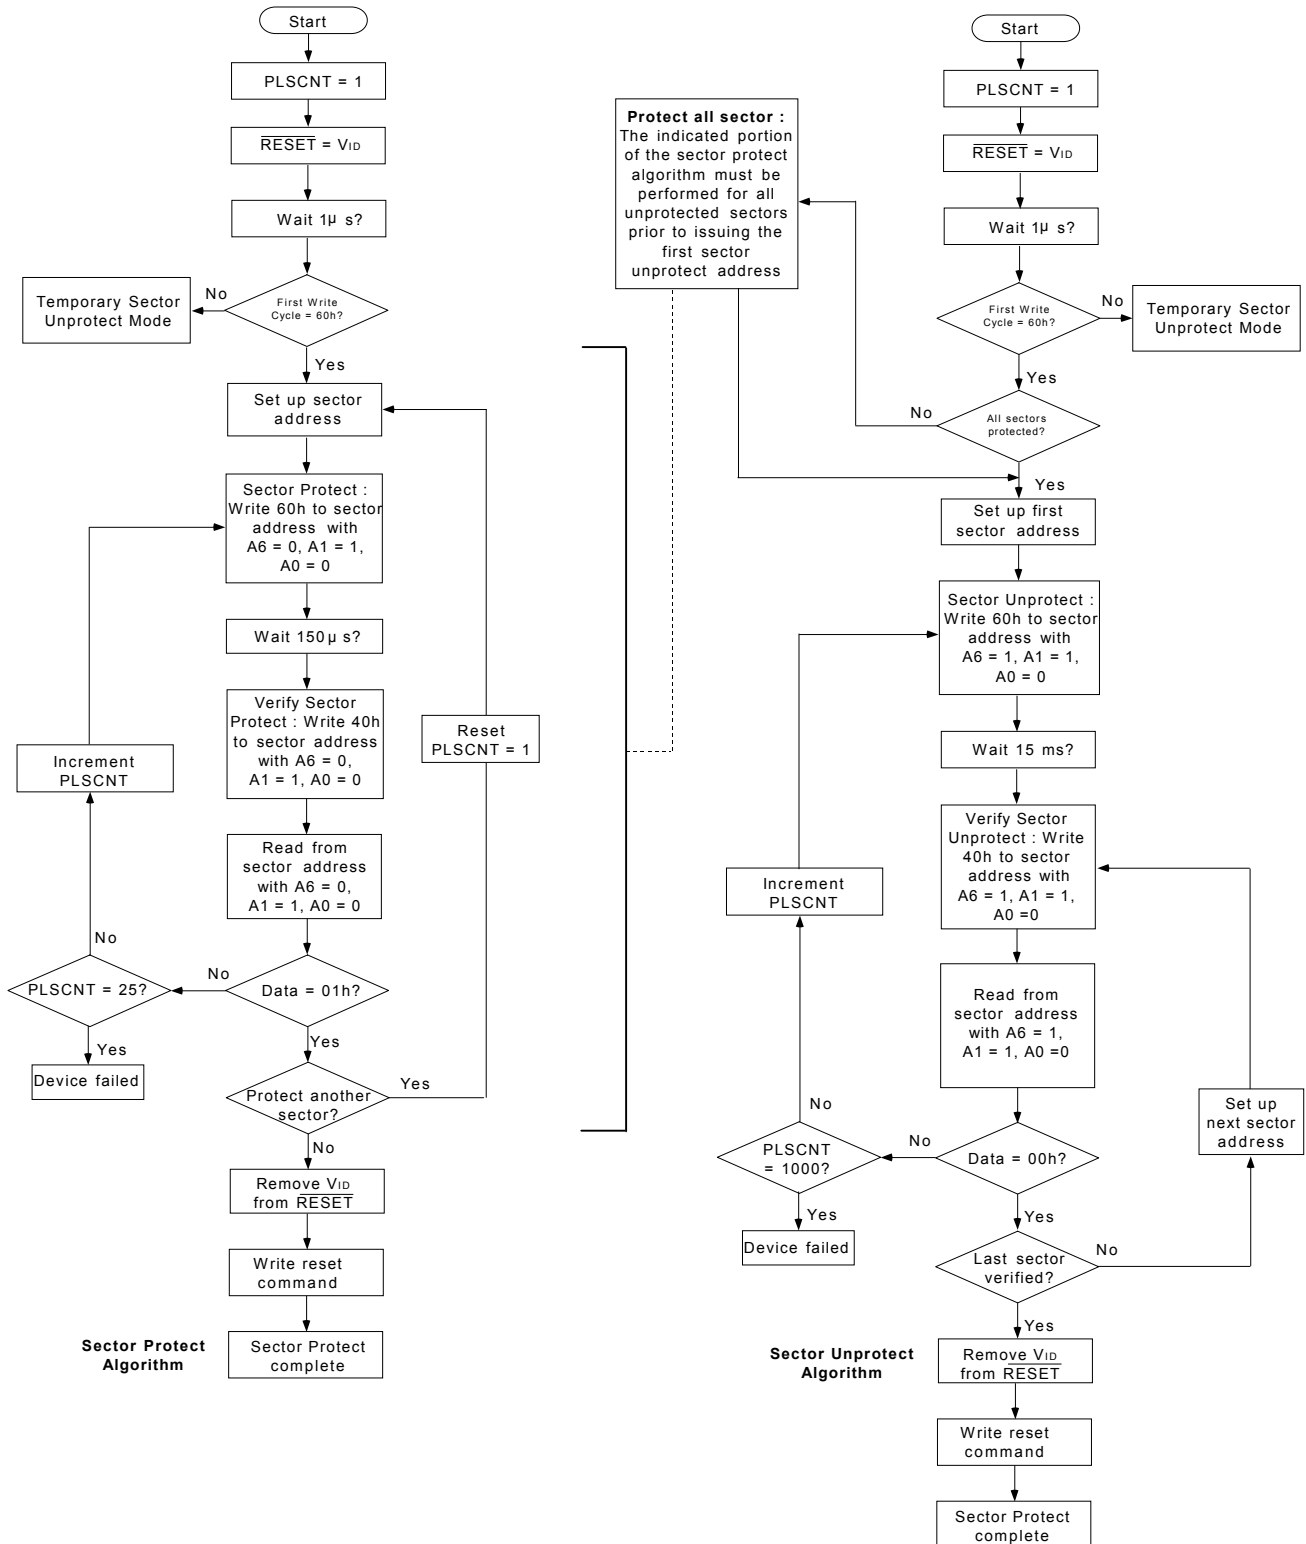 Start
PLSCNT = 1
RESET = VID
Wait 1µ s?
First Write
Cycle = 60h?
No
Temporary Sector
Unprotect Mode
Yes
Set up sector
address
Sector Protect :
Write 60h to sector
address with
A6 = 0, A1 = 1,
A0 = 0
Wait 150µ s?
Verify Sector
Protect : Write 40h
to sector address
with A6 = 0,
A1 = 1, A0 = 0
Reset
PLSCNT = 1
Increment
PLSCNT
Read from
sector address
with A6 = 0,
A1 = 1, A0 = 0
No
PLSCNT = 25?
No
Data = 01h?
Yes
Device failed
Yes
Protect another
sector?
Yes
No
Remove VID
from RESET
Write reset
command
Sector Protect
complete
Sector Protect
Algorithm
Protect all sector :
The indicated portion
of the sector protect
algorithm must be
performed for all
unprotected sectors
prior to issuing the
first sector
unprotect address
Start
PLSCNT = 1
RESET = VID
Wait 1µ s?
First Write
Cycle = 60h?
No
Temporary Sector
Unprotect Mode
Yes
All sectors
protected?
No
Yes
Set up first
sector address
Sector Unprotect :
Write 60h to sector
address with
A6 = 1, A1 = 1,
A0 = 0
Wait 15 ms?
Verify Sector
Unprotect : Write
40h to sector
address with
A6 = 1, A1 = 1,
A0 =0
Increment
PLSCNT
Read from
sector address
with A6 = 1,
A1 = 1, A0 =0
No
PLSCNT
= 1000?
No
Data = 00h?
Set up
next sector
address
Yes
Device failed
Yes
Last sector
verified?
No
Yes
Remove VID
from RESET
Write reset
command
Sector Protect
complete
Sector Unprotect
Algorithm